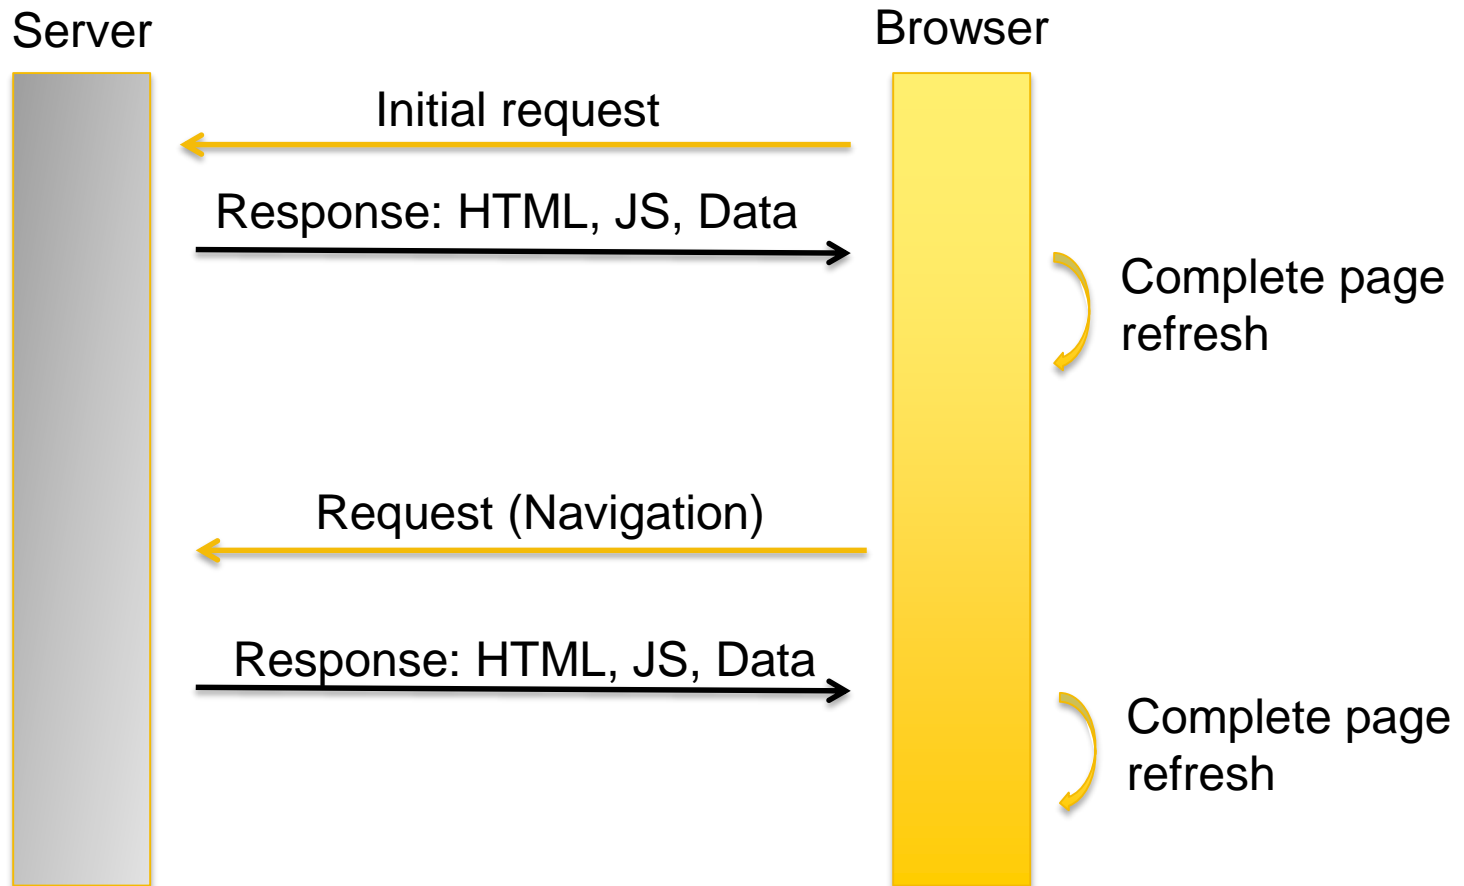 Server
Browser
Initial request
Response: HTML, JS, Data
Complete page
refresh
Request (Navigation)
Response: HTML, JS, Data
Complete page
refresh